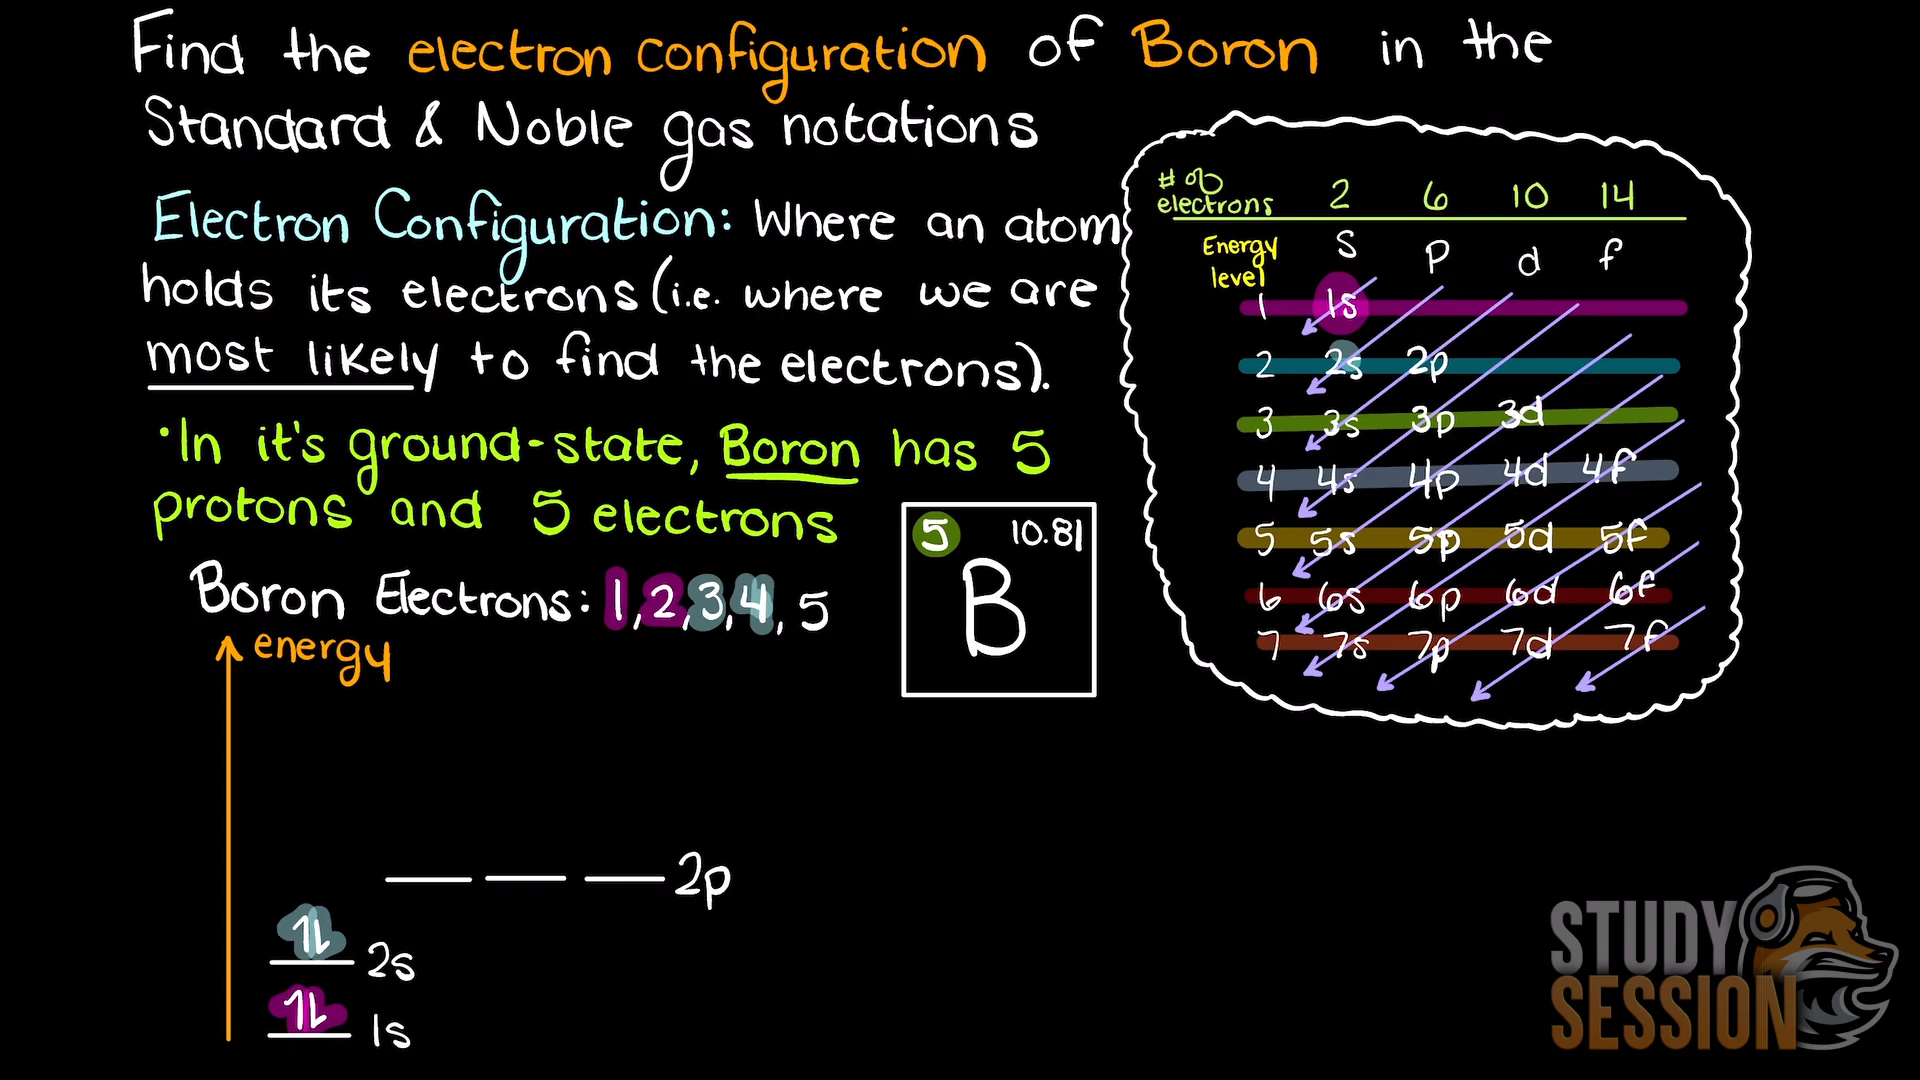 Find the electron configuration of Boron in the
Standard & Noble gas notations
Electron Configuration: Where an atom
holds its electrons (i.e. where we are
most likely to find the electrons).
•In it's ground-state, Boron has 5
protons and 5 electrons
Boron Electrons: 1, 2, 3, 4, 5
energy
2p
2s
1s
5 10.81
B
# of
electrons 2 6 10 14
Energy
level s p d f
1 1s
2 2s 2p
3 3s 3p 3d
4 4s 4p 4d 4f
5 5s 5p 5d 5f
6 6s 6p 6d 6f
7 7s 7p 7d 7f
STUDY
SESSION